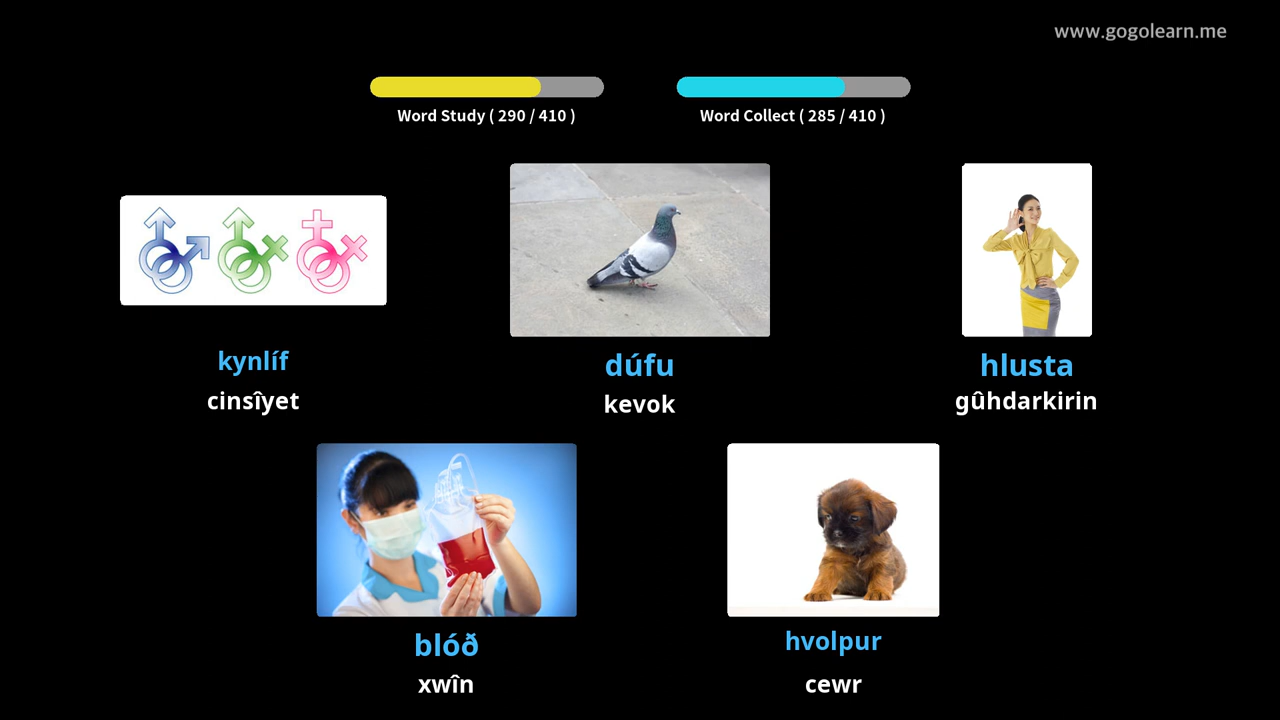 www.gogolearn.me
Word Study ( 290 / 410 )
Word Collect ( 285 / 410 )
kynlíf
cinsîyet
dúfu
kevok
hlusta
gûhdarkirin
blóð
xwîn
hvolpur
cewr